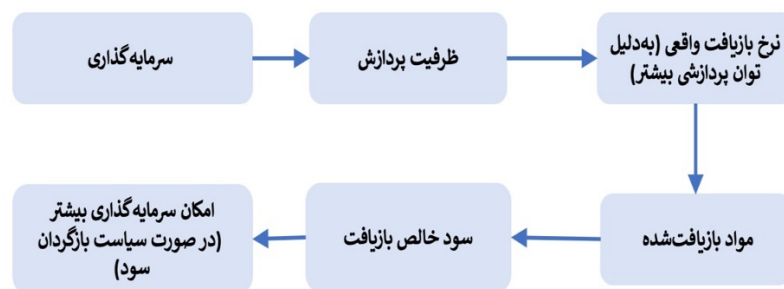 سرمایه‌گذاری
ظرفیت پردازش
نرخ بازیافت واقعی (به‌دلیل
توان پردازشی بیشتر)
مواد بازیافت‌شده
سود خالص بازیافت
امکان سرمایه‌گذاری بیشتر
(در صورت سیاست بازگردان
سود)